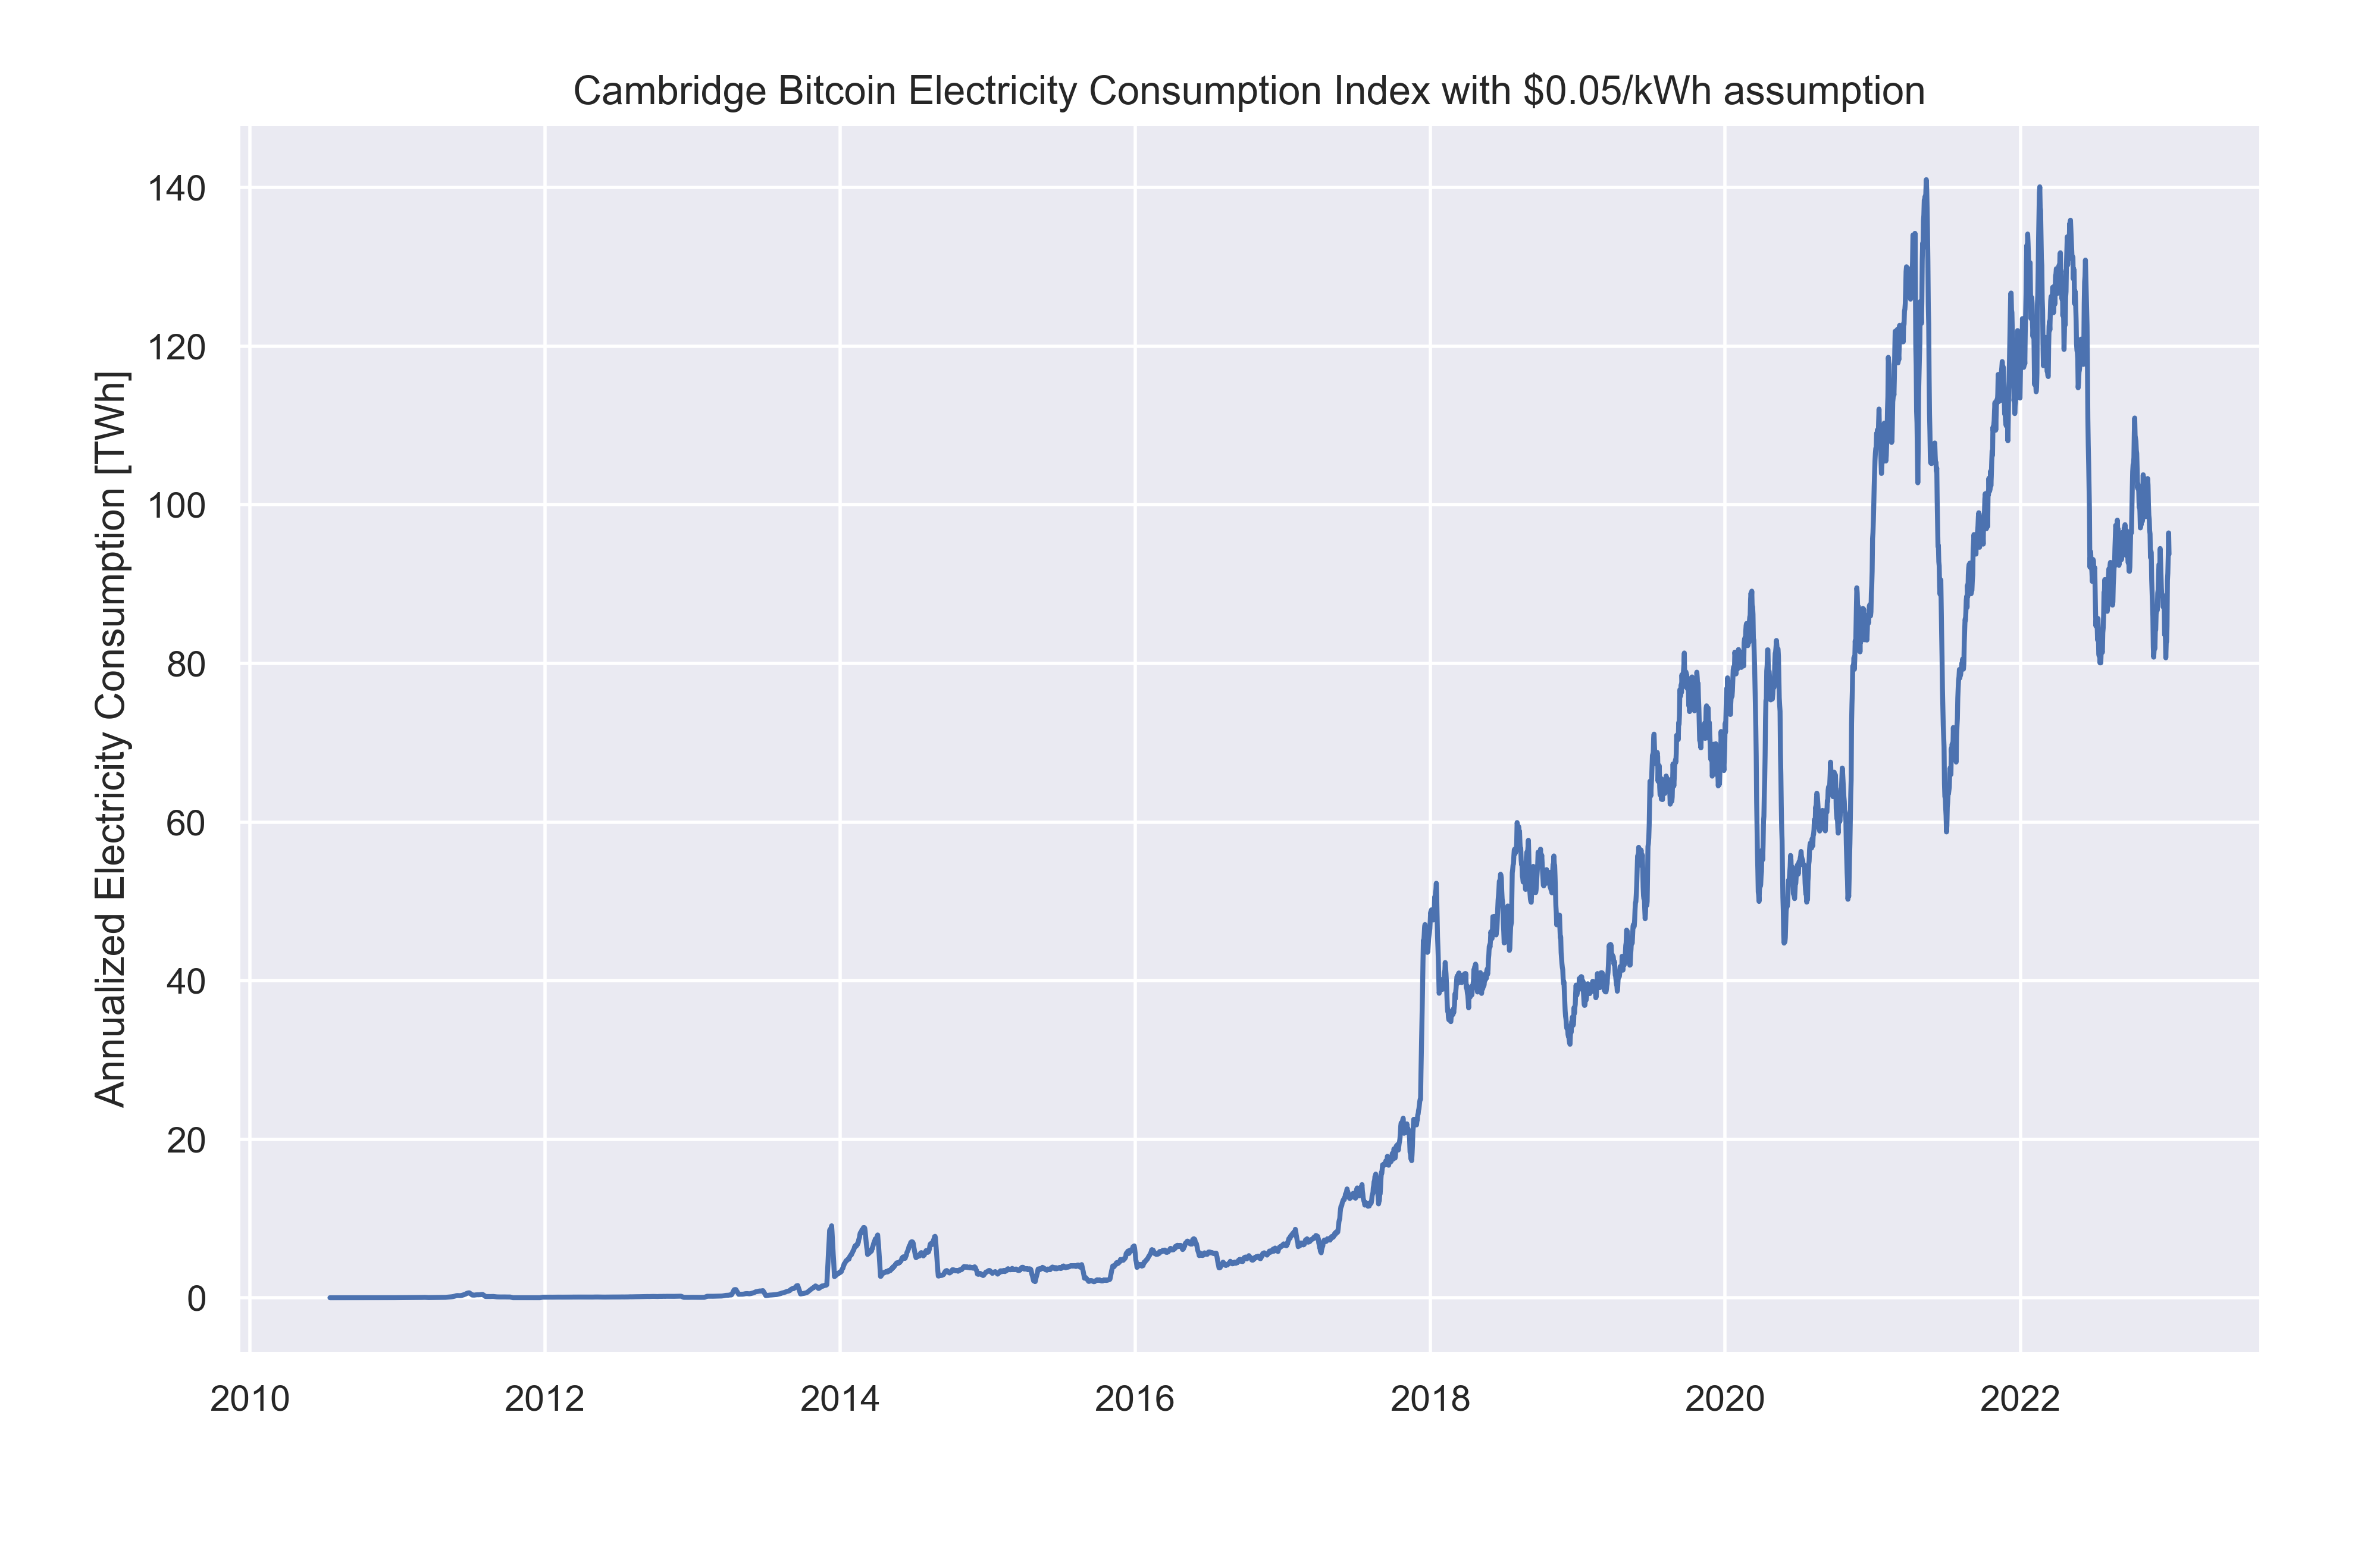 Cambridge Bitcoin Electricity Consumption Index with $0.05/kWh assumption
Annualized Electricity Consumption [TWh]
140
120
100
80
60
40
20
0
2010 2012 2014 2016 2018 2020 2022